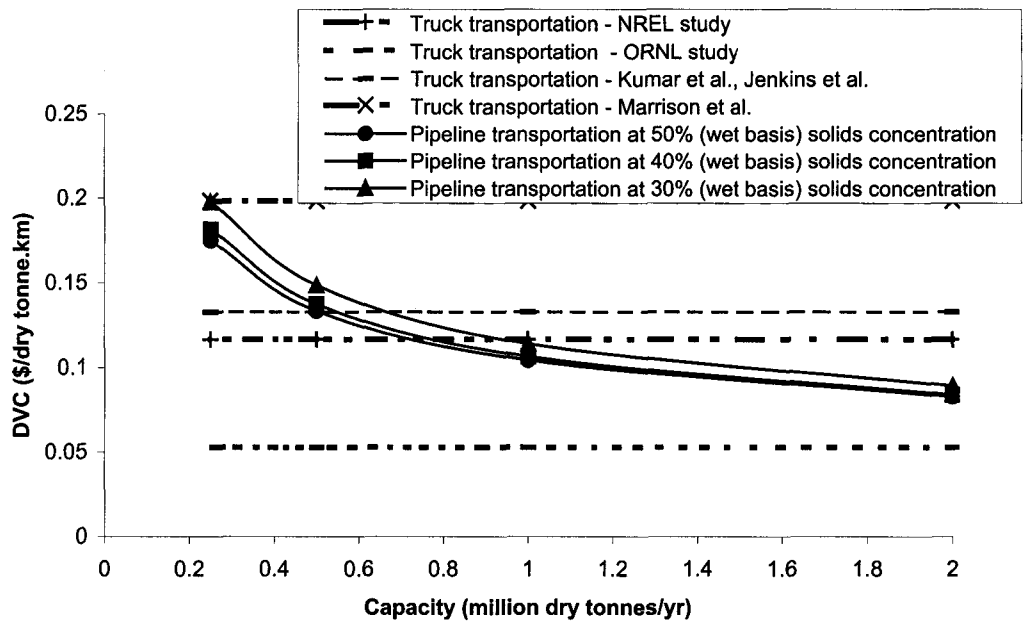 Truck transportation - NREL study
Truck transportation - ORNL study
Truck transportation - Kumar et al., Jenkins et al.
Truck transportation - Marrison et al.
Pipeline transportation at 50% (wet basis) solids concentration
Pipeline transportation at 40% (wet basis) solids concentration
Pipeline transportation at 30% (wet basis) solids concentration
DVC ($/dry tonne.km)
0.25
0.2
0.15
0.1
0.05
0
0 0.2 0.4 0.6 0.8 1 1.2 1.4 1.6 1.8 2
Capacity (million dry tonnes/yr)